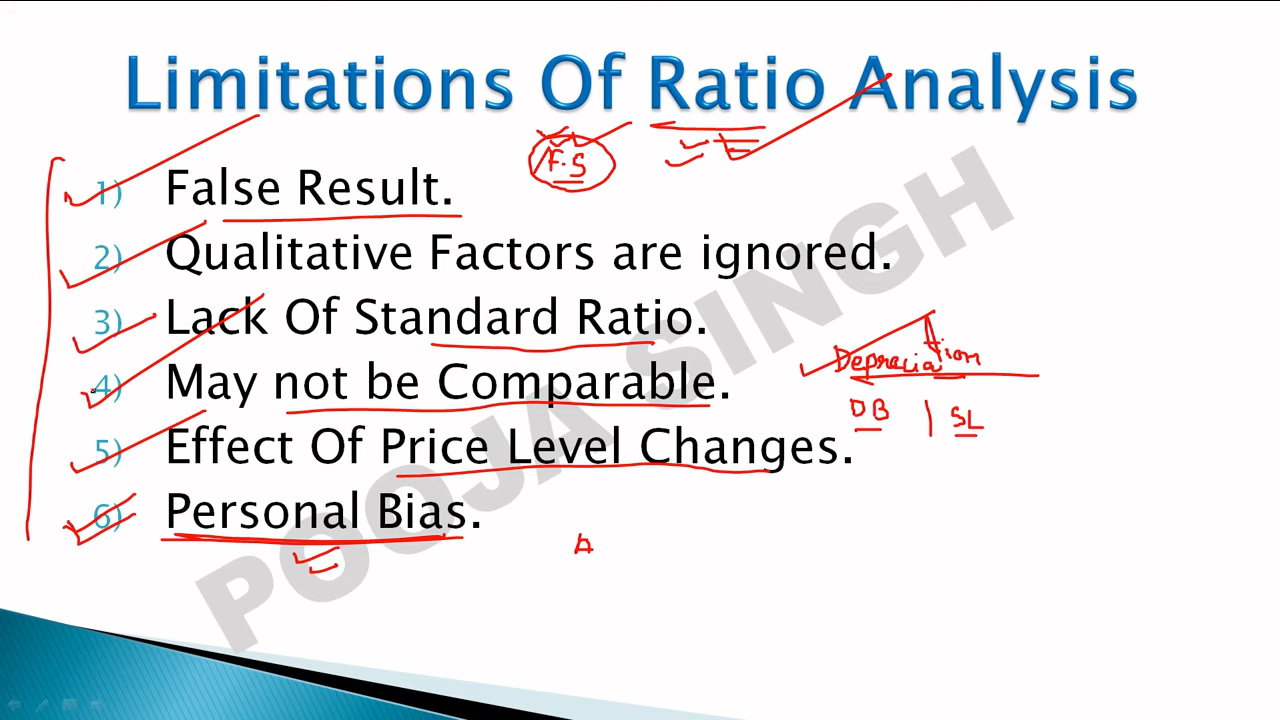 Limitations Of Ratio Analysis
F.S
1) False Result.
2) Qualitative Factors are ignored.
3) Lack Of Standard Ratio.
Depreciation
4) May not be Comparable.
DB | SL
5) Effect Of Price Level Changes.
6) Personal Bias.
POOJA SINGH